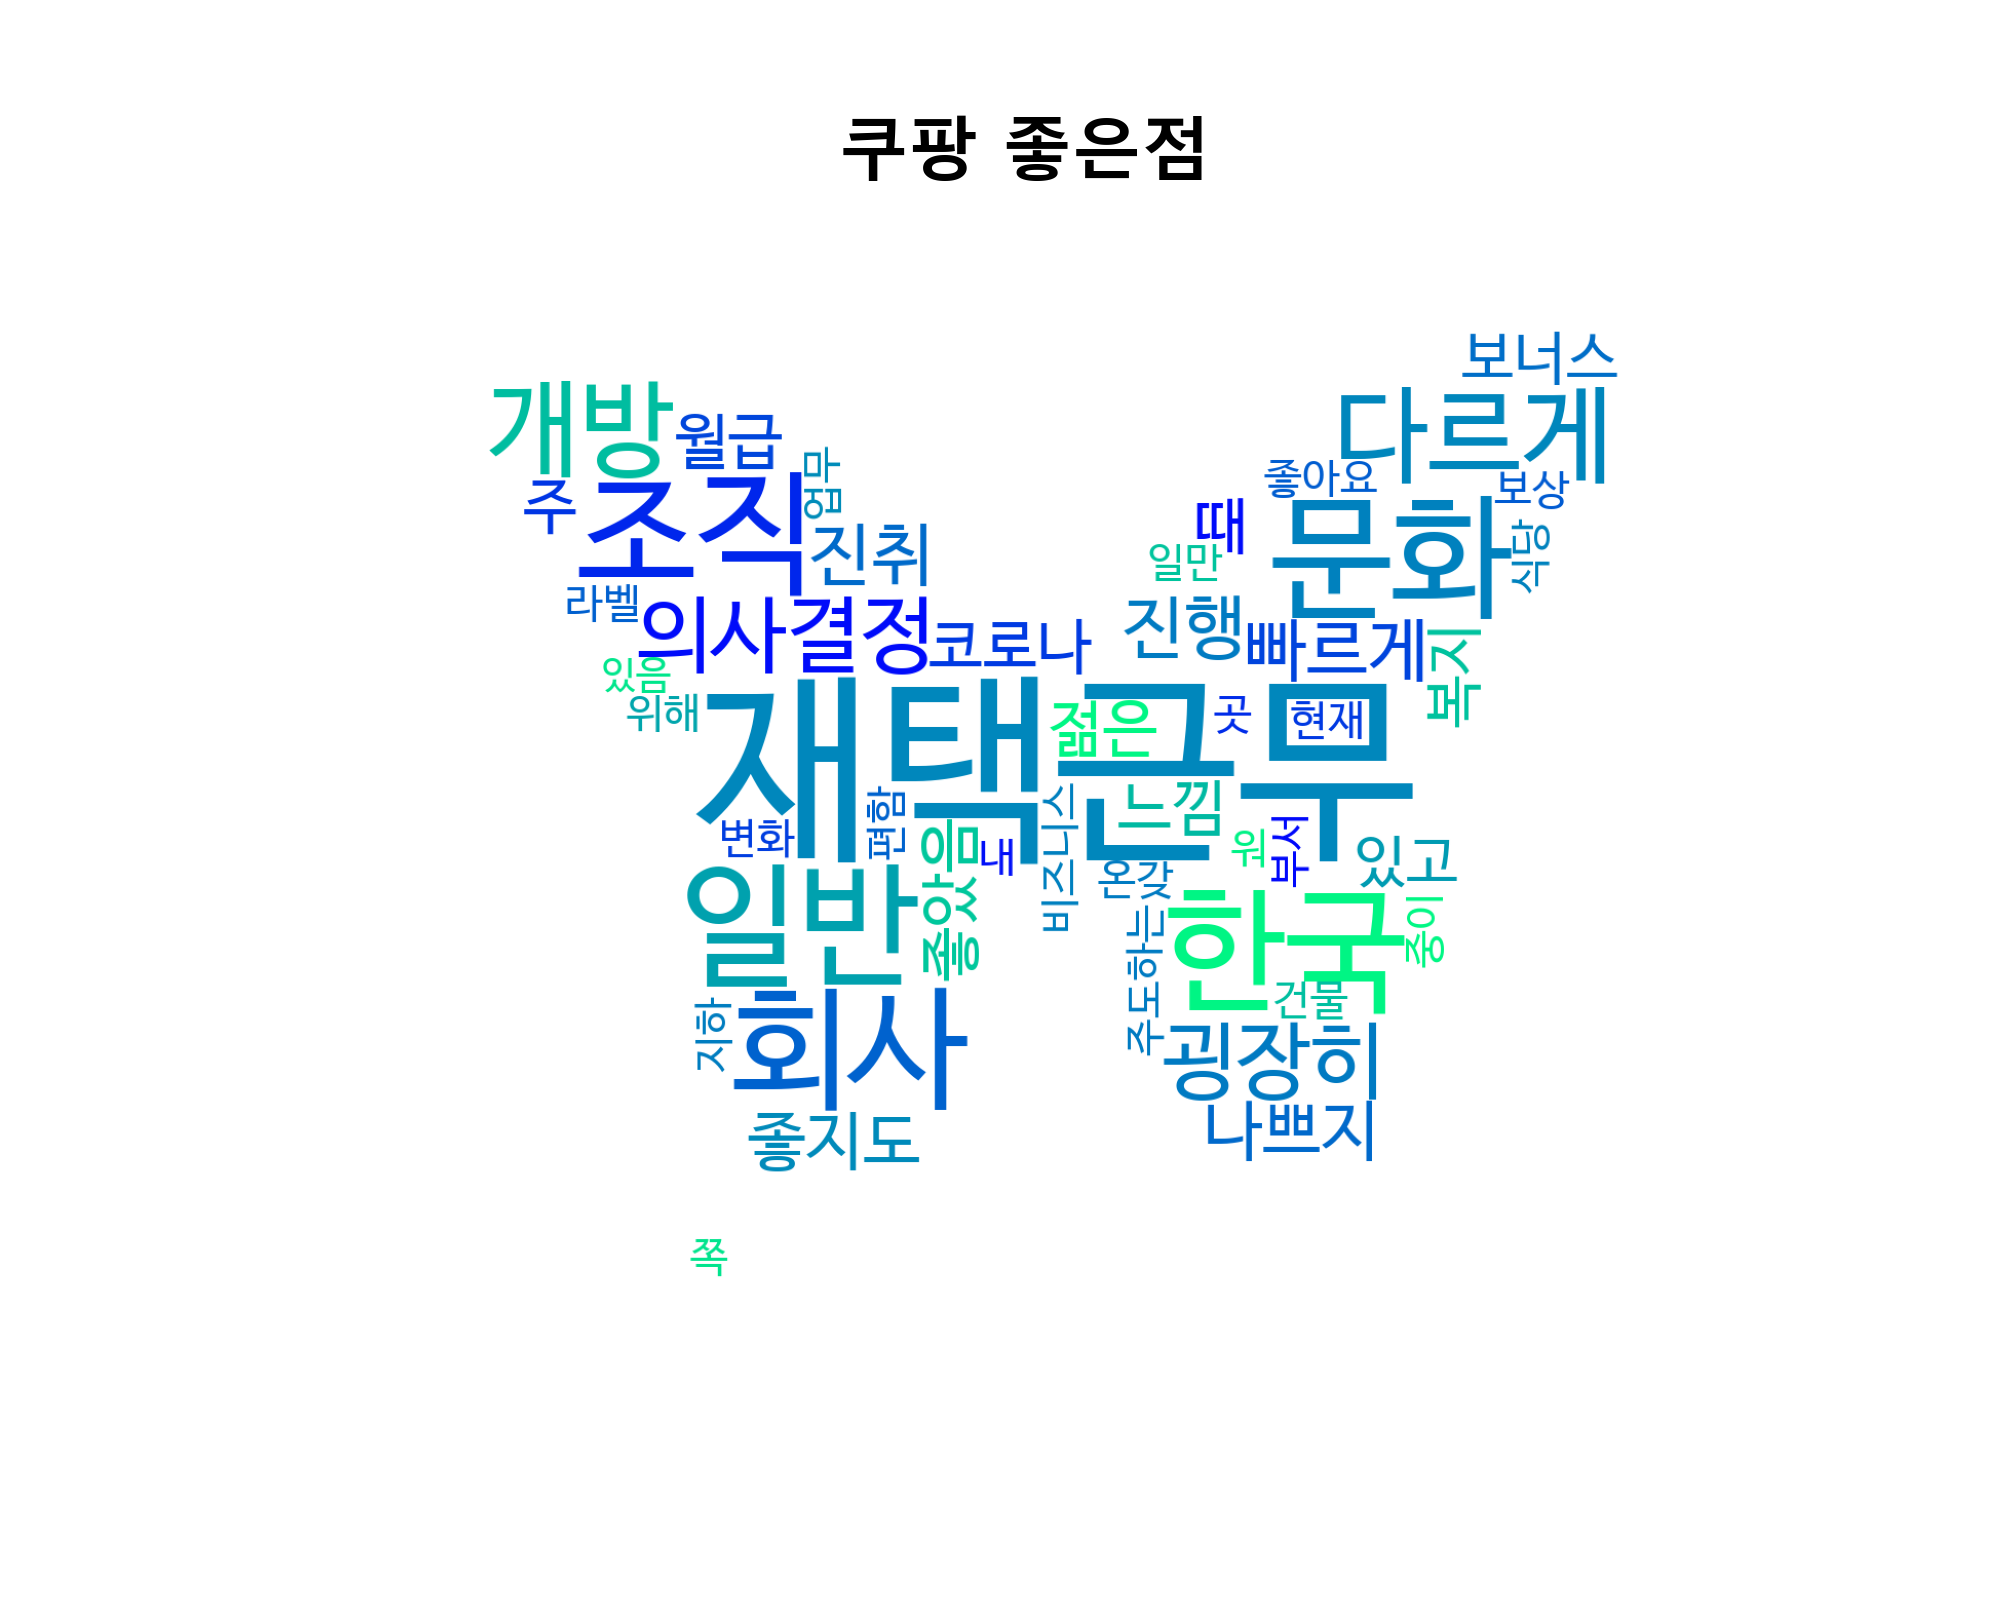 쿠팡 좋은점
보너스
개방
월급
다르게
엄마
좋아요
보상
주
조직
때
문화
식당
진취
일만
라벨
의사결정
코로나
진행
빠르게
복지
있음
위해
재택근무
젊은
곳
현재
느낌
변화
편함
좋았음
내
비즈니스
워
부서
있고
일반
온갖
한국
종이
주도하는
건물
지하
회사
굉장히
좋지도
나쁘지
쪽